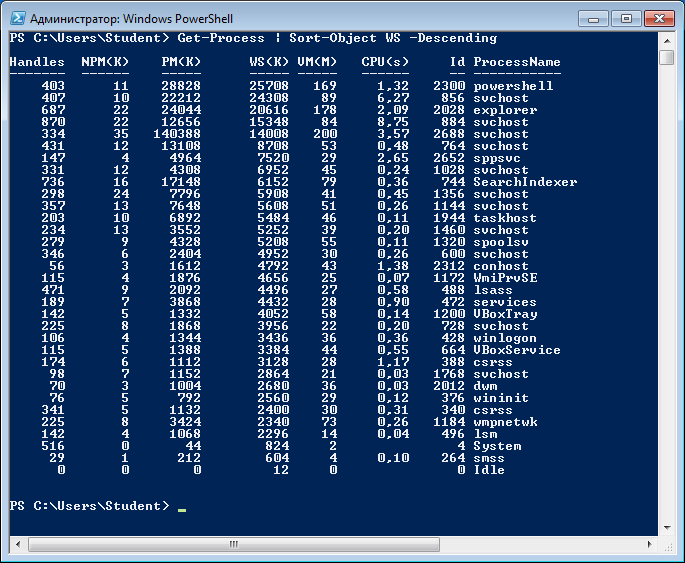 Администратор: Windows PowerShell
PS C:\Users\Student> Get-Process | Sort-Object WS -Descending
Handles NPM(K) PM(K) WS(K) VM(M) CPU(s) Id ProcessName
------- ------ ----- ----- ----- ------ -- -----------
403 11 28828 25708 169 1,32 2300 powershell
407 10 22212 24308 89 6,27 856 svchost
687 22 24044 20616 178 2,09 2028 explorer
870 22 12656 15348 84 8,75 884 svchost
334 35 140388 14008 200 3,57 2688 svchost
431 12 13108 8708 53 0,48 764 svchost
147 4 4964 7520 29 2,65 2652 sppsvc
331 12 4308 6952 45 0,24 1028 svchost
736 16 17148 6152 79 0,36 744 SearchIndexer
298 24 7796 5908 41 0,45 1356 svchost
357 13 7648 5608 51 0,26 1144 svchost
203 10 6892 5484 46 0,11 1944 taskhost
234 13 3552 5252 39 0,20 1460 svchost
279 9 4328 5208 55 0,11 1320 spoolsv
346 6 2404 4952 30 0,26 600 svchost
56 3 1612 4792 43 1,38 2312 conhost
115 4 1876 4656 25 0,07 1172 WmiPrvSE
471 9 2092 4496 27 0,58 488 lsass
189 7 3868 4432 28 0,90 472 services
142 5 1332 4052 58 0,14 1200 VBoxTray
225 8 1868 3956 22 0,20 728 svchost
106 4 1344 3436 36 0,36 428 winlogon
115 5 1388 3384 44 0,55 664 VBoxService
174 6 1112 3128 28 1,17 388 csrss
98 7 1152 2864 21 0,03 1768 svchost
70 3 1004 2680 36 0,03 2012 dwm
76 5 792 2560 29 0,12 376 wininit
341 5 1132 2400 30 0,31 340 csrss
225 8 3424 2340 73 0,26 1184 wmpnetwk
142 4 1068 2296 14 0,04 496 lsm
516 0 44 824 2 4 System
29 1 212 604 4 0,10 264 smss
0 0 0 12 0 0 Idle
PS C:\Users\Student> _